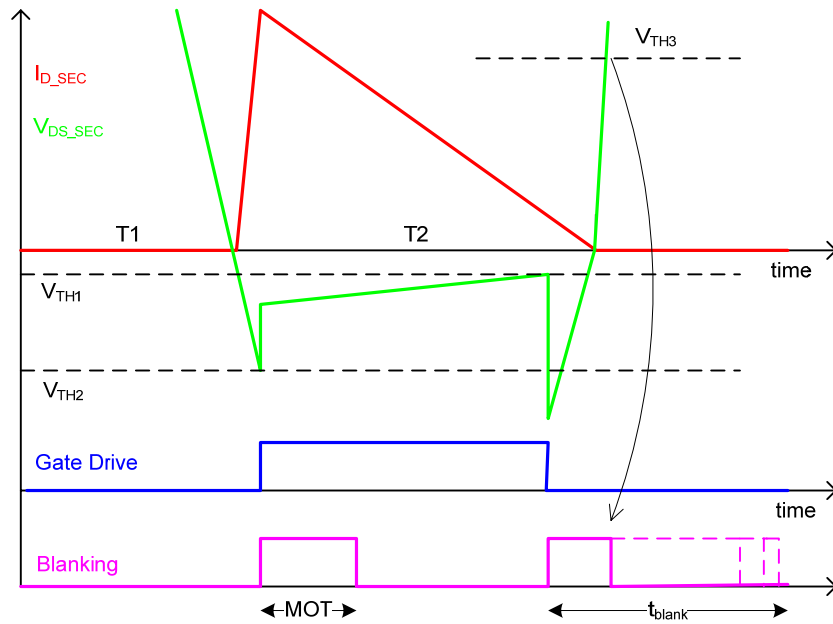 V_TH3
I_D_SEC
V_DS_SEC
T1 T2
time
V_TH1
V_TH2
Gate Drive
time
Blanking
MOT t_blank